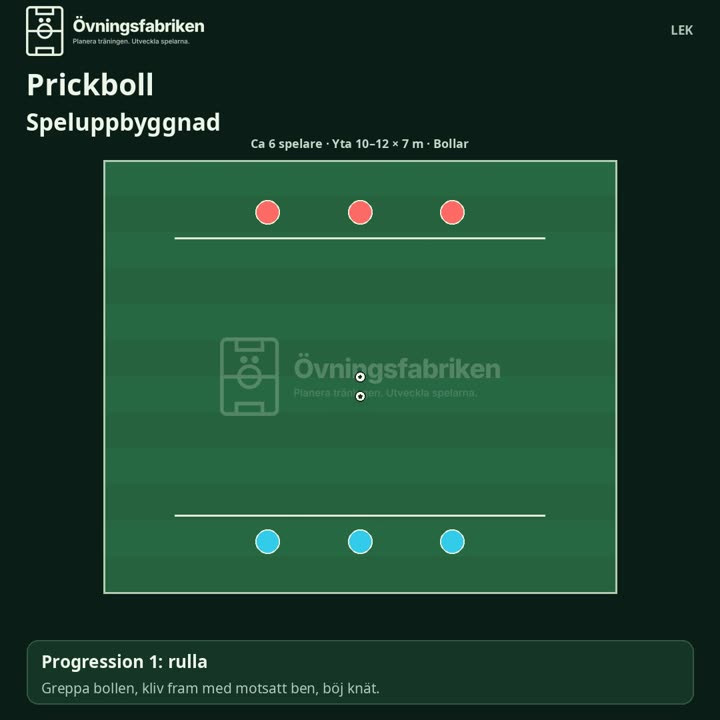 Övningsfabriken
Planera träningen. Utveckla spelarna.
LEK
Prickboll
Speluppbyggnad
Ca 6 spelare · Yta 10–12 × 7 m · Bollar
Övningsfabriken
Planera träningen. Utveckla spelarna.
Progression 1: rulla
Greppa bollen, kliv fram med motsatt ben, böj knät.